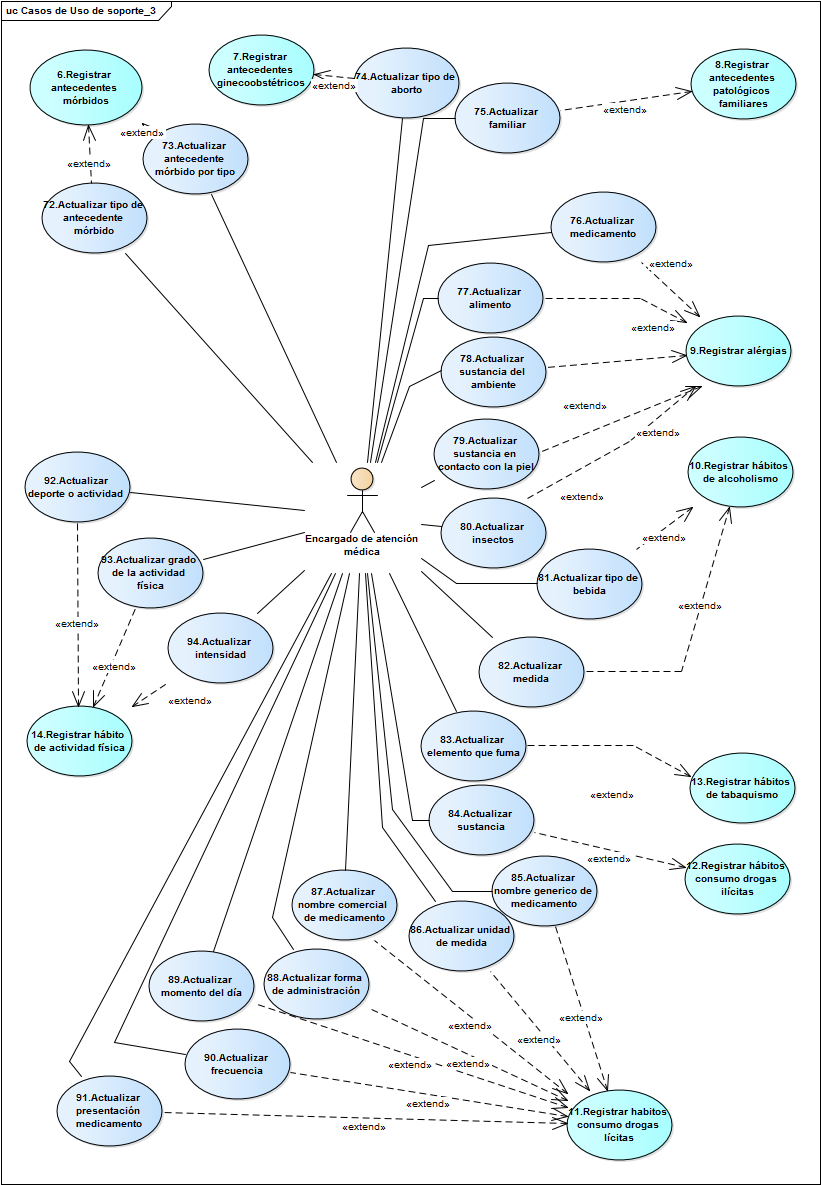 uc Casos de Uso de soporte_3
6.Registrar
antecedentes
mórbidos
7.Registrar
antecedentes
ginecoobstétricos
74.Actualizar tipo de
aborto
8.Registrar
antecedentes
patológicos
familiares
«extend»
75.Actualizar
familiar
«extend»
«extend»
73.Actualizar
antecedente
mórbido por tipo
«extend»
72.Actualizar tipo de
antecedente
mórbido
76.Actualizar
medicamento
«extend»
77.Actualizar
alimento
«extend»
9.Registrar alérgias
78.Actualizar
sustancia del
ambiente
«extend»
79.Actualizar
sustancia en
contacto con la piel
«extend»
10.Registrar hábitos
de alcoholismo
92.Actualizar
deporte o actividad
«extend»
80.Actualizar
insectos
Encargado de atención
médica
«extend»
93.Actualizar grado
de la actividad
física
81.Actualizar tipo de
bebida
«extend»
«extend»
94.Actualizar
intensidad
«extend»
82.Actualizar
medida
«extend»
14.Registrar hábito
de actividad física
83.Actualizar
elemento que fuma
13.Registrar hábitos
de tabaquismo
«extend»
84.Actualizar
sustancia
«extend»
12.Registrar hábitos
consumo drogas
ilícitas
85.Actualizar
nombre generico de
medicamento
87.Actualizar
nombre comercial
de medicamento
86.Actualizar unidad
de medida
89.Actualizar
momento del día
88.Actualizar forma
de administración
«extend»
«extend»
«extend»
90.Actualizar
frecuencia
«extend»
«extend»
91.Actualizar
presentación
medicamento
«extend»
«extend»
11.Registrar habitos
consumo drogas
lícitas